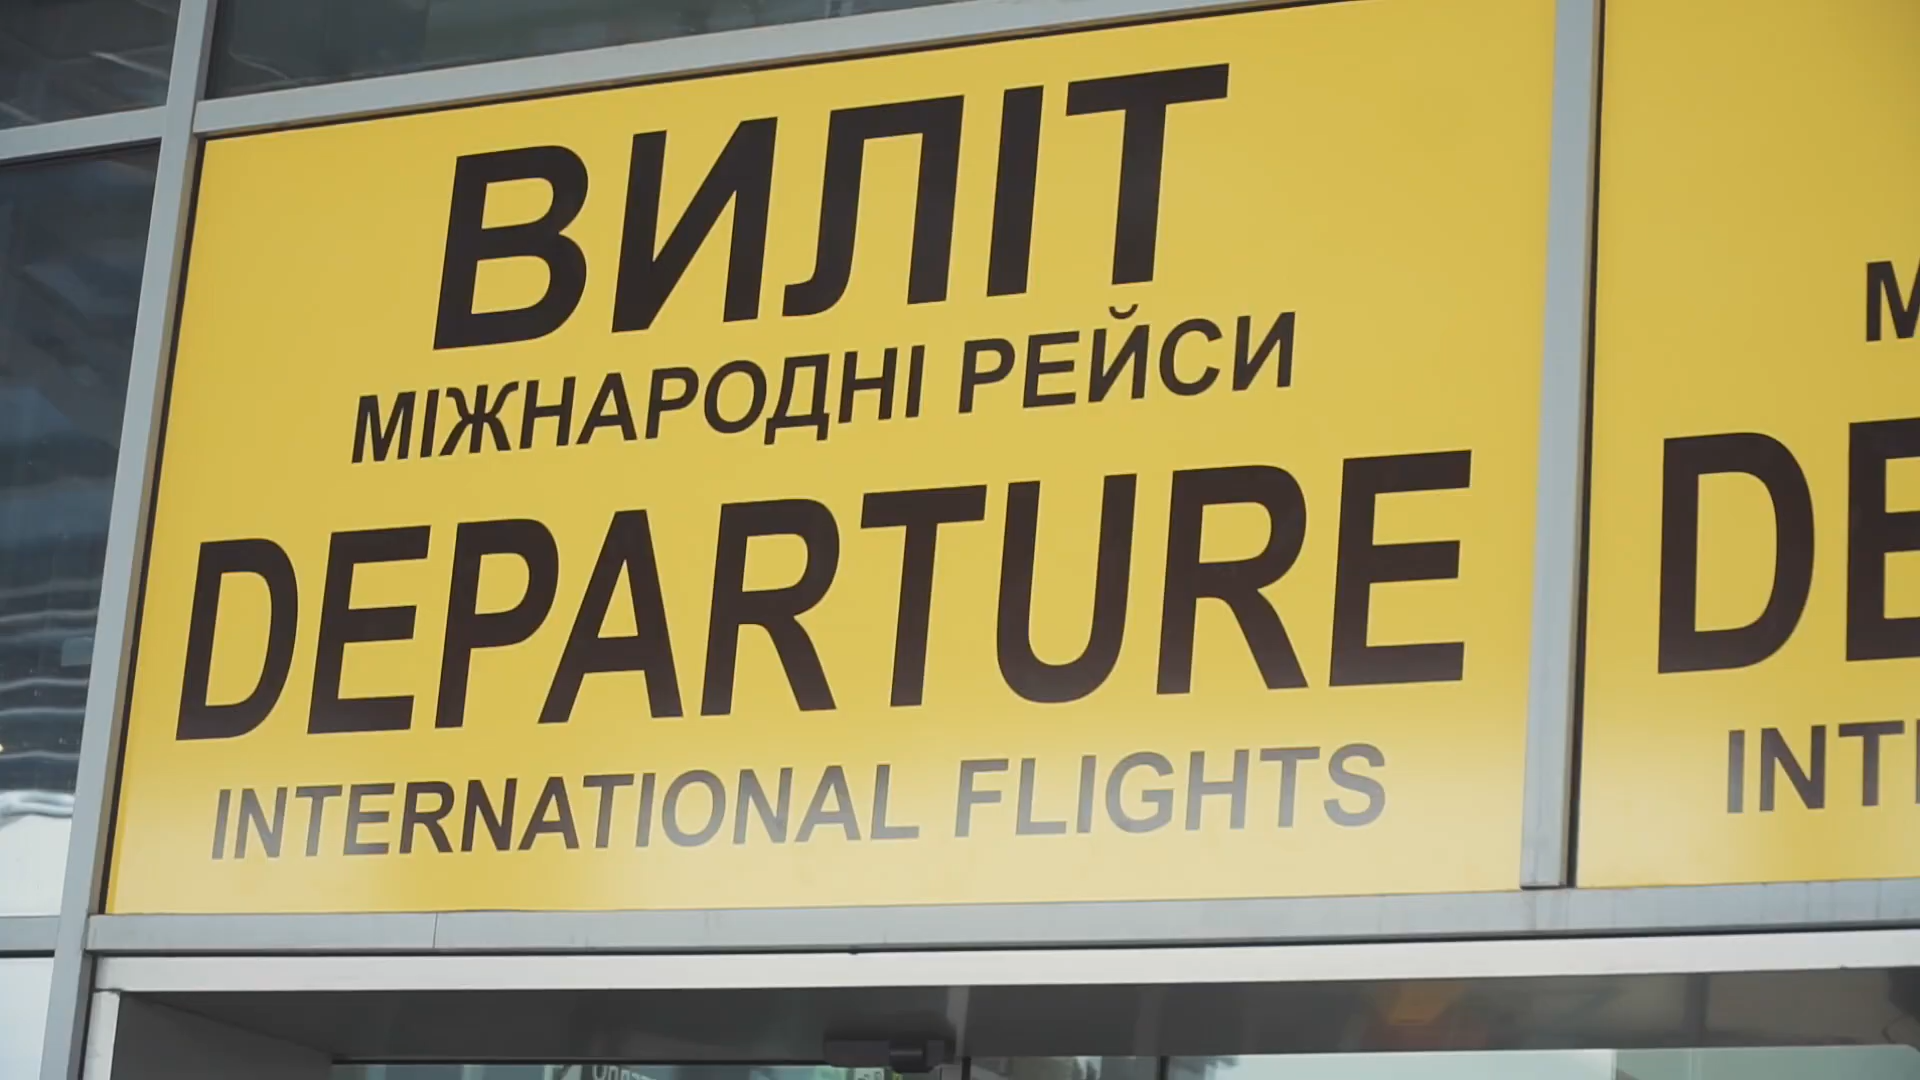 ВИЛІТ
МІЖНАРОДНІ РЕЙСИ
DEPARTURE
INTERNATIONAL FLIGHTS